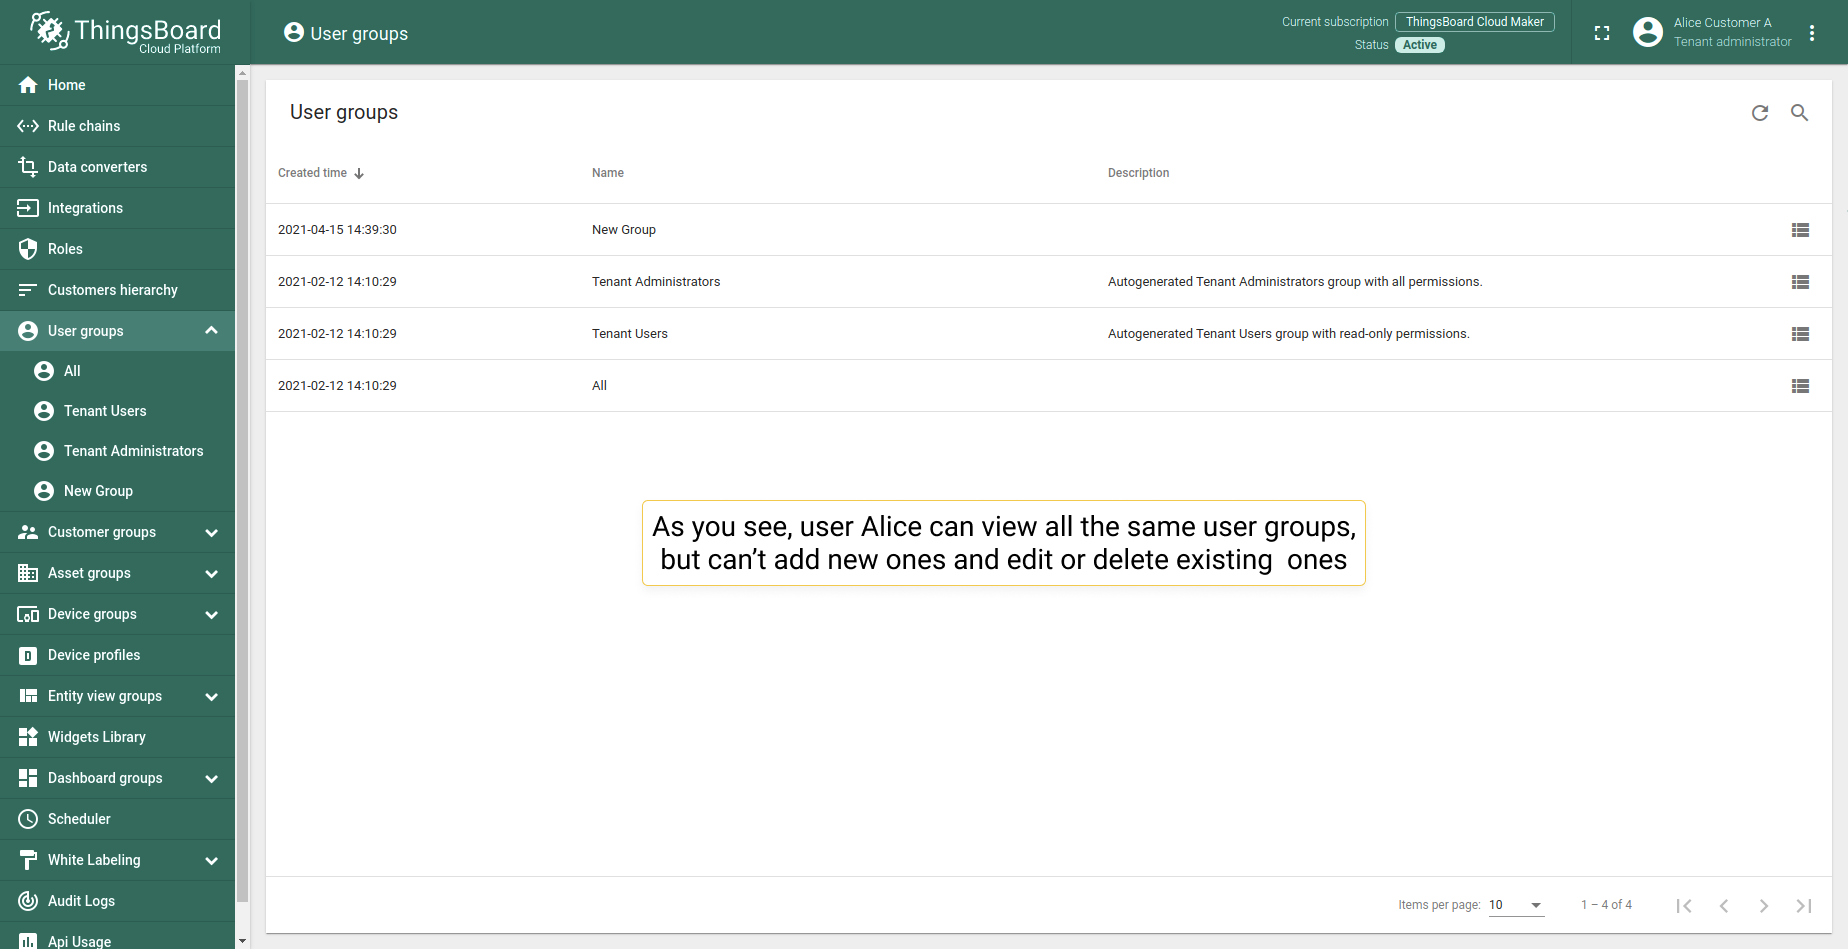 ThingsBoard
Cloud Platform
User groups
Current subscription ThingsBoard Cloud Maker
Status Active
Alice Customer A
Tenant administrator
Home
Rule chains
Data converters
Integrations
Roles
Customers hierarchy
User groups
All
Tenant Users
Tenant Administrators
New Group
Customer groups
Asset groups
Device groups
Device profiles
Entity view groups
Widgets Library
Dashboard groups
Scheduler
White Labeling
Audit Logs
Api Usage
User groups
Created time Name Description
2021-04-15 14:39:30 New Group
2021-02-12 14:10:29 Tenant Administrators Autogenerated Tenant Administrators group with all permissions.
2021-02-12 14:10:29 Tenant Users Autogenerated Tenant Users group with read-only permissions.
2021-02-12 14:10:29 All
As you see, user Alice can view all the same user groups,
but can’t add new ones and edit or delete existing ones
Items per page: 10 1 – 4 of 4